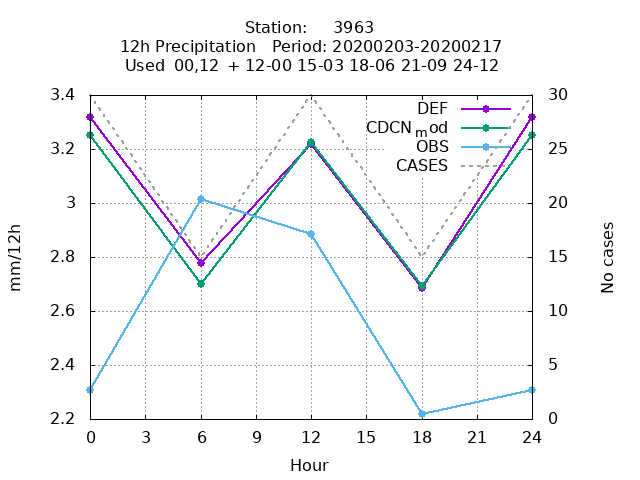 Station: 3963
12h Precipitation Period: 20200203-20200217
Used 00,12 + 12-00 15-03 18-06 21-09 24-12
DEF
CDCN_mod
OBS
CASES
mm/12h
3.4
3.2
3
2.8
2.6
2.4
2.2
30
25
20
15
10
5
0
No cases
0 3 6 9 12 15 18 21 24
Hour